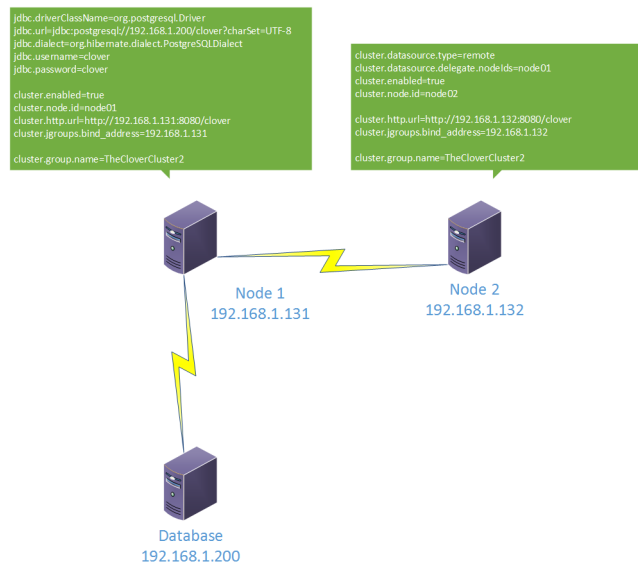 jdbc.driverClassName=org.postgresql.Driver
jdbc.url=jdbc:postgresql://192.168.1.200/clover?charSet=UTF-8
jdbc.dialect=org.hibernate.dialect.PostgreSQLDialect
jdbc.username=clover
jdbc.password=clover
cluster.enabled=true
cluster.node.id=node01
cluster.http.url=http://192.168.1.131:8080/clover
cluster.jgroups.bind_address=192.168.1.131
cluster.group.name=TheCloverCluster2
cluster.datasource.type=remote
cluster.datasource.delegate.nodeIds=node01
cluster.enabled=true
cluster.node.id=node02
cluster.http.url=http://192.168.1.132:8080/clover
cluster.jgroups.bind_address=192.168.1.132
cluster.group.name=TheCloverCluster2
Node 1
192.168.1.131
Node 2
192.168.1.132
Database
192.168.1.200